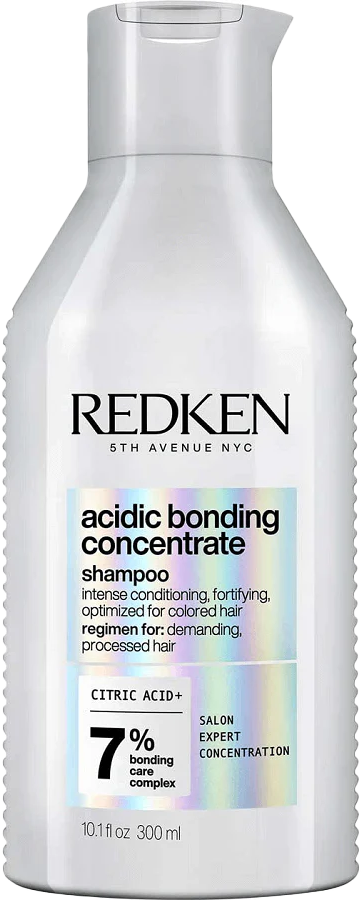 REDKEN
5TH AVENUE NYC
acidic bonding
concentrate
shampoo
intense conditioning, fortifying,
optimized for colored hair
regimen for: demanding,
processed hair
CITRIC ACID+
7%
bonding
care
complex
SALON
EXPERT
CONCENTRATION
10.1 fl oz 300 ml